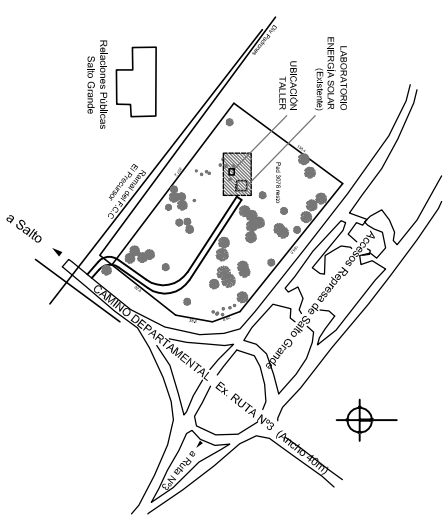 LABORATORIO
ENERGIA SOLAR
(Existente)
UBICACIÓN
TALLER
Relaciones Públicas
Salto Grande
Ramal del F.C.C.
El Precursor
a Salto
CAMINO DEPARTAMENTAL Ex. RUTA Nº3 (Ancho 40m)
Accesos Represa de Salto Grande
a Ruta Nº3